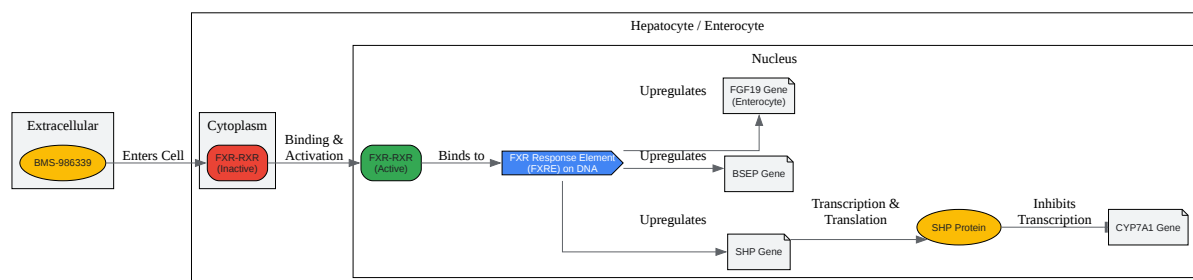 Hepatocyte / Enterocyte
Nucleus
Extracellular
BMS-986339
Enters Cell
Cytoplasm
FXR-RXR
(Inactive)
Binding &
Activation
FXR-RXR
(Active)
Binds to
FXR Response Element
(FXRE) on DNA
Upregulates
FGF19 Gene
(Enterocyte)
Upregulates
BSEP Gene
Upregulates
SHP Gene
Transcription &
Translation
SHP Protein
Inhibits
Transcription
CYP7A1 Gene